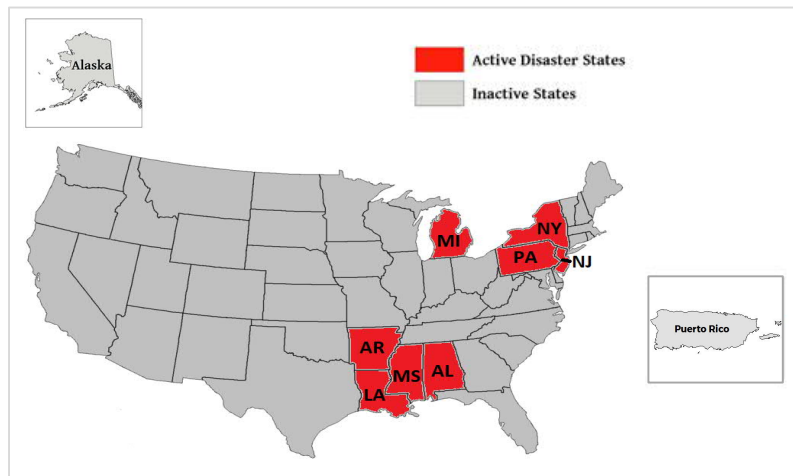 Alaska
Active Disaster States
Inactive States
MI
NY
PA
NJ
AR
MS
AL
LA
Puerto Rico